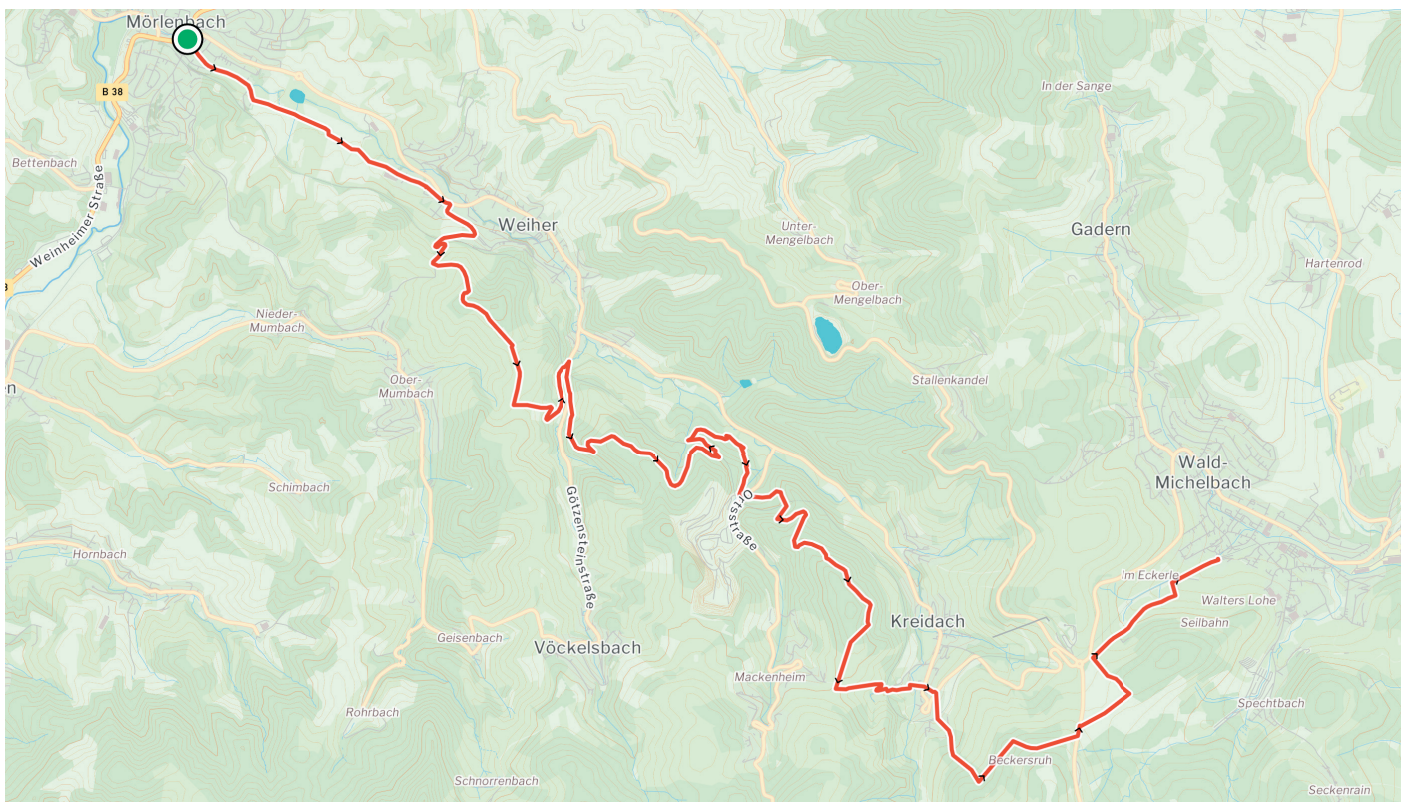 Mörlenbach
B 38
In der Sange
Bettenbach
Weinheimer Straße
Weiher
Unter-
Mengelbach
Gadern
Hartenrod
Ober-
Mengelbach
Nieder-
Mumbach
Ober-
Mumbach
Stallenkandel
en
Wald-
Michelbach
Schimbach
Götzensteinstraße
Ortsstraße
Hornbach
Im Eckerle
Walters Lohe
Seilbahn
Kreidach
Geisenbach
Vöckelsbach
Mackenheim
Spechtbach
Rohrbach
Beckersruh
Schnorrenbach
Seckenrain